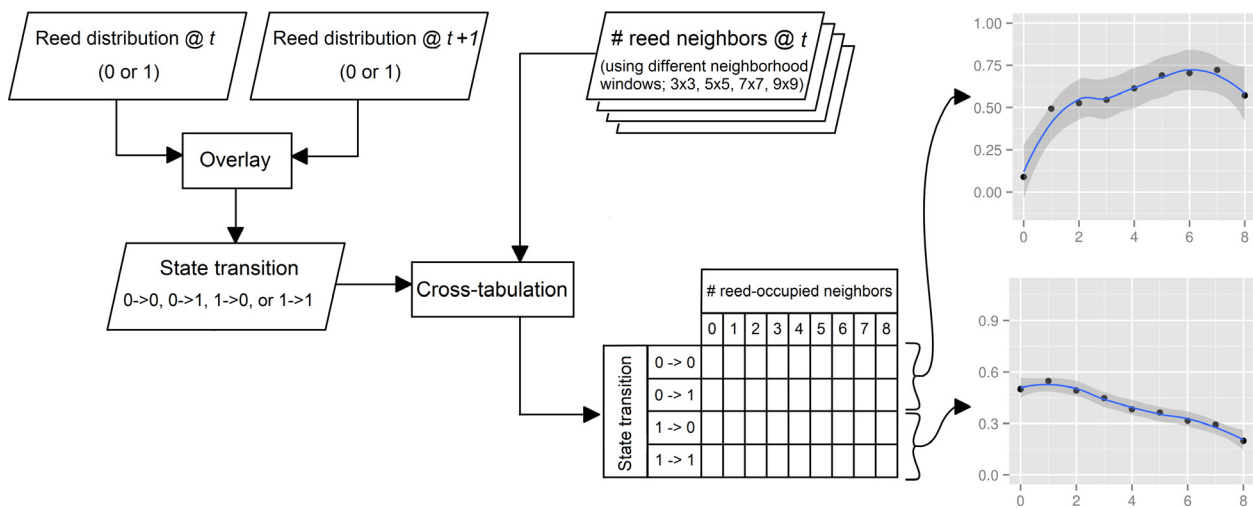 Reed distribution @ t
(0 or 1)
Reed distribution @ t+1
(0 or 1)
# reed neighbors @ t
(using different neighborhood
windows; 3x3, 5x5, 7x7, 9x9)
Overlay
State transition
0->0, 0->1, 1->0, or 1->1
Cross-tabulation
# reed-occupied neighbors
0 1 2 3 4 5 6 7 8
State transition
0 -> 0
0 -> 1
1 -> 0
1 -> 1
1.00
0.75
0.50
0.25
0.00
0 2 4 6 8
0.9
0.6
0.3
0.0
0 2 4 6 8